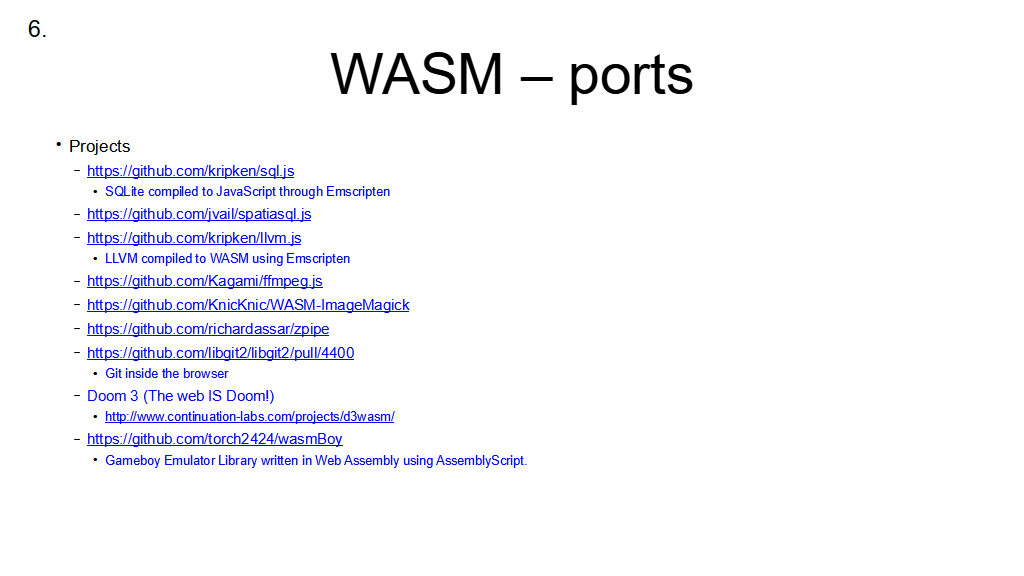 6.
WASM – ports
• Projects
– https://github.com/kripken/sql.js
• SQLite compiled to JavaScript through Emscripten
– https://github.com/jvail/spatiasql.js
– https://github.com/kripken/llvm.js
• LLVM compiled to WASM using Emscripten
– https://github.com/Kagami/ffmpeg.js
– https://github.com/KnicKnic/WASM-ImageMagick
– https://github.com/richardassar/zpipe
– https://github.com/libgit2/libgit2/pull/4400
• Git inside the browser
– Doom 3 (The web IS Doom!)
• http://www.continuation-labs.com/projects/d3wasm/
– https://github.com/torch2424/wasmBoy
• Gameboy Emulator Library written in Web Assembly using AssemblyScript.